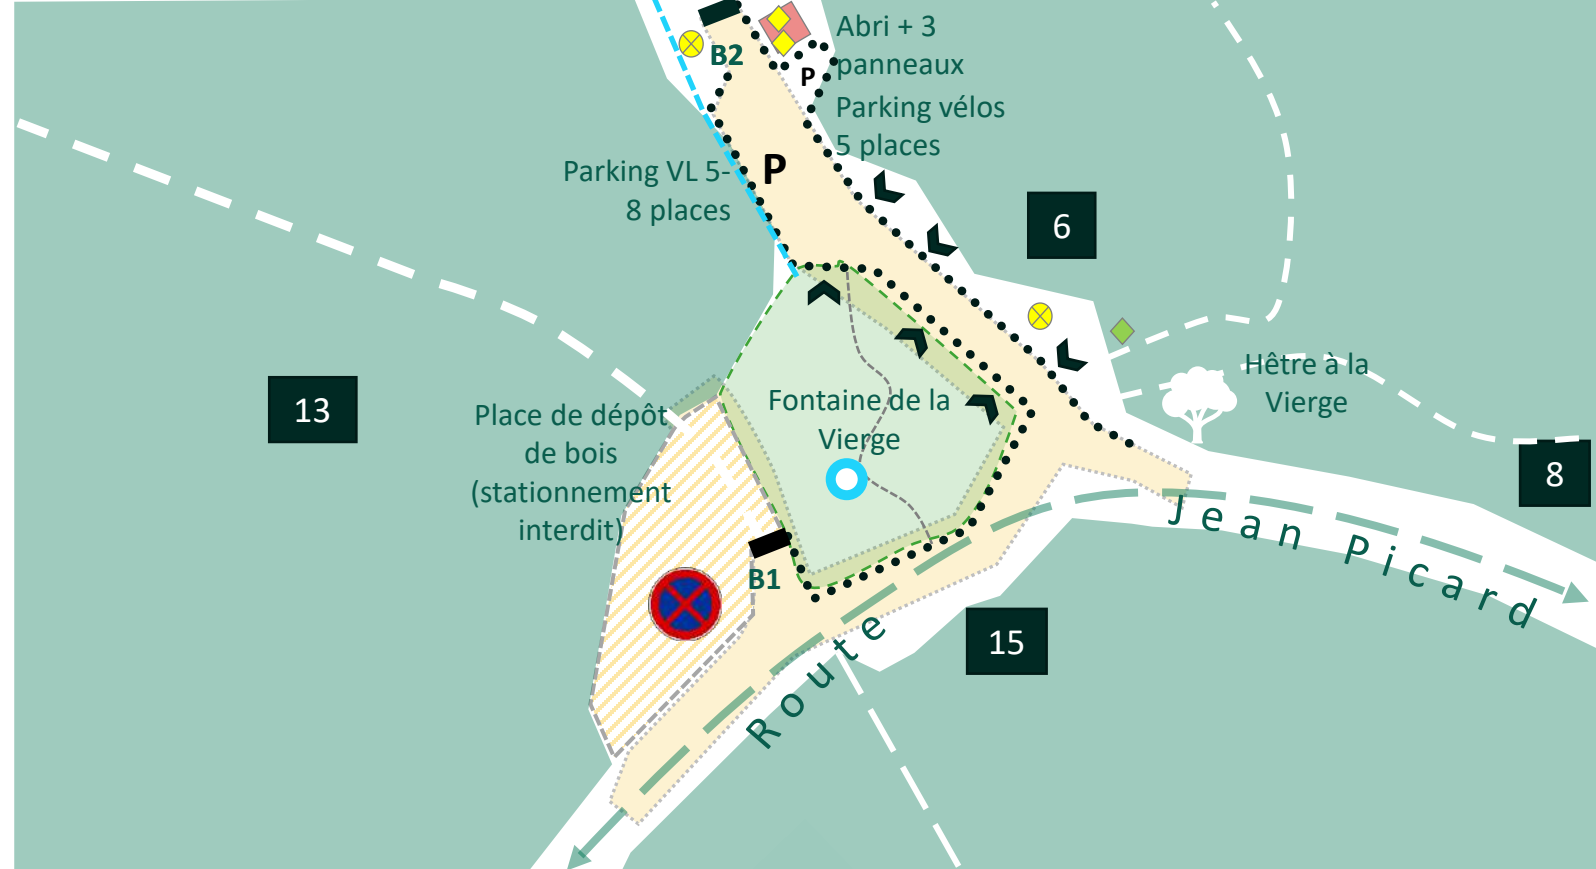 Abri + 3
panneaux
B2
P
Parking vélos
5 places
Parking VL 5-
8 places
P
6
Hêtre à la
Vierge
13
Place de dépôt
de bois
(stationnement
interdit)
Fontaine de la
Vierge
8
B1
15
Route Jean Picard